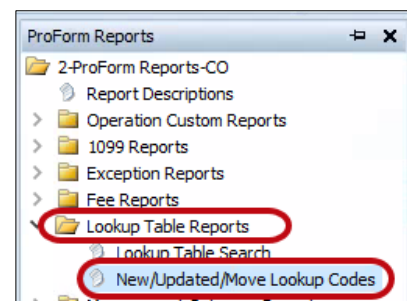 ProForm Reports
2-ProForm Reports-CO
Report Descriptions
Operation Custom Reports
1099 Reports
Exception Reports
Fee Reports
Lookup Table Reports
Lookup Table Search
New/Updated/Move Lookup Codes